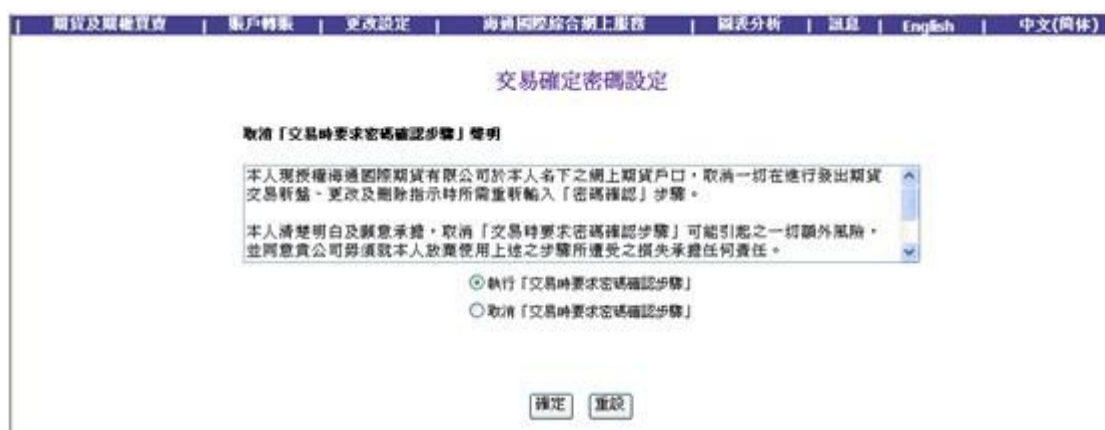 | 期貨及期權買賣 | 賬戶轉賬 | 更改設定 | 海通國際綜合網上服務 | 圖表分析 | 訊息 | English | 中文(简体)
交易確定密碼設定
取消「交易時要求密碼確認步驟」聲明
本人現授權海通國際期貨有限公司於本人名下之網上期貨戶口，取消一切在進行發出期貨
交易新盤、更改及刪除指示時所需重新輸入「密碼確認」步驟。
本人清楚明白及願意承擔，取消「交易時要求密碼確認步驟」可能引起之一切額外風險，
並同意貴公司毋須就本人放棄使用上述之步驟所遭受之損失承擔任何責任。
執行「交易時要求密碼確認步驟」
取消「交易時要求密碼確認步驟」
確定 重設